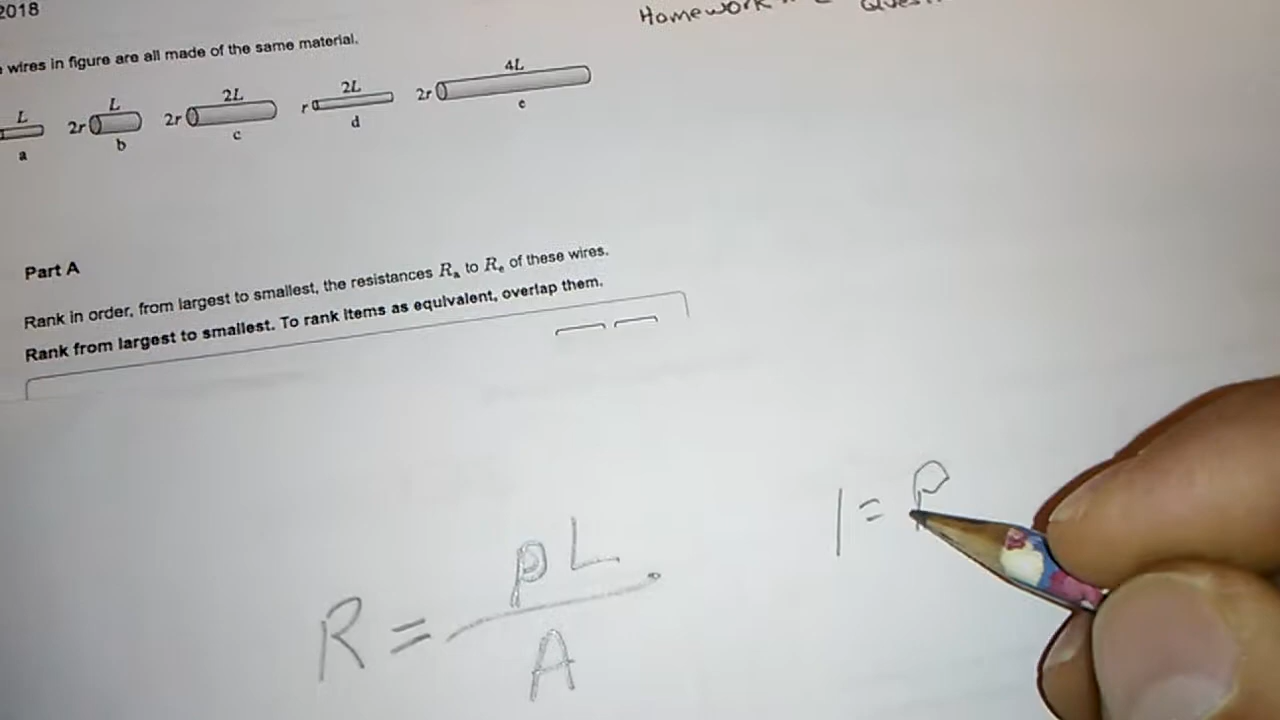 2018
Homework
wires in figure are all made of the same material.
L L 2L 2L 4L
2r 2r r 2r
a b c d e
Part A
Rank in order, from largest to smallest, the resistances Ra to Re of these wires.
Rank from largest to smallest. To rank items as equivalent, overlap them.
1 = ρ
R = ρL / A